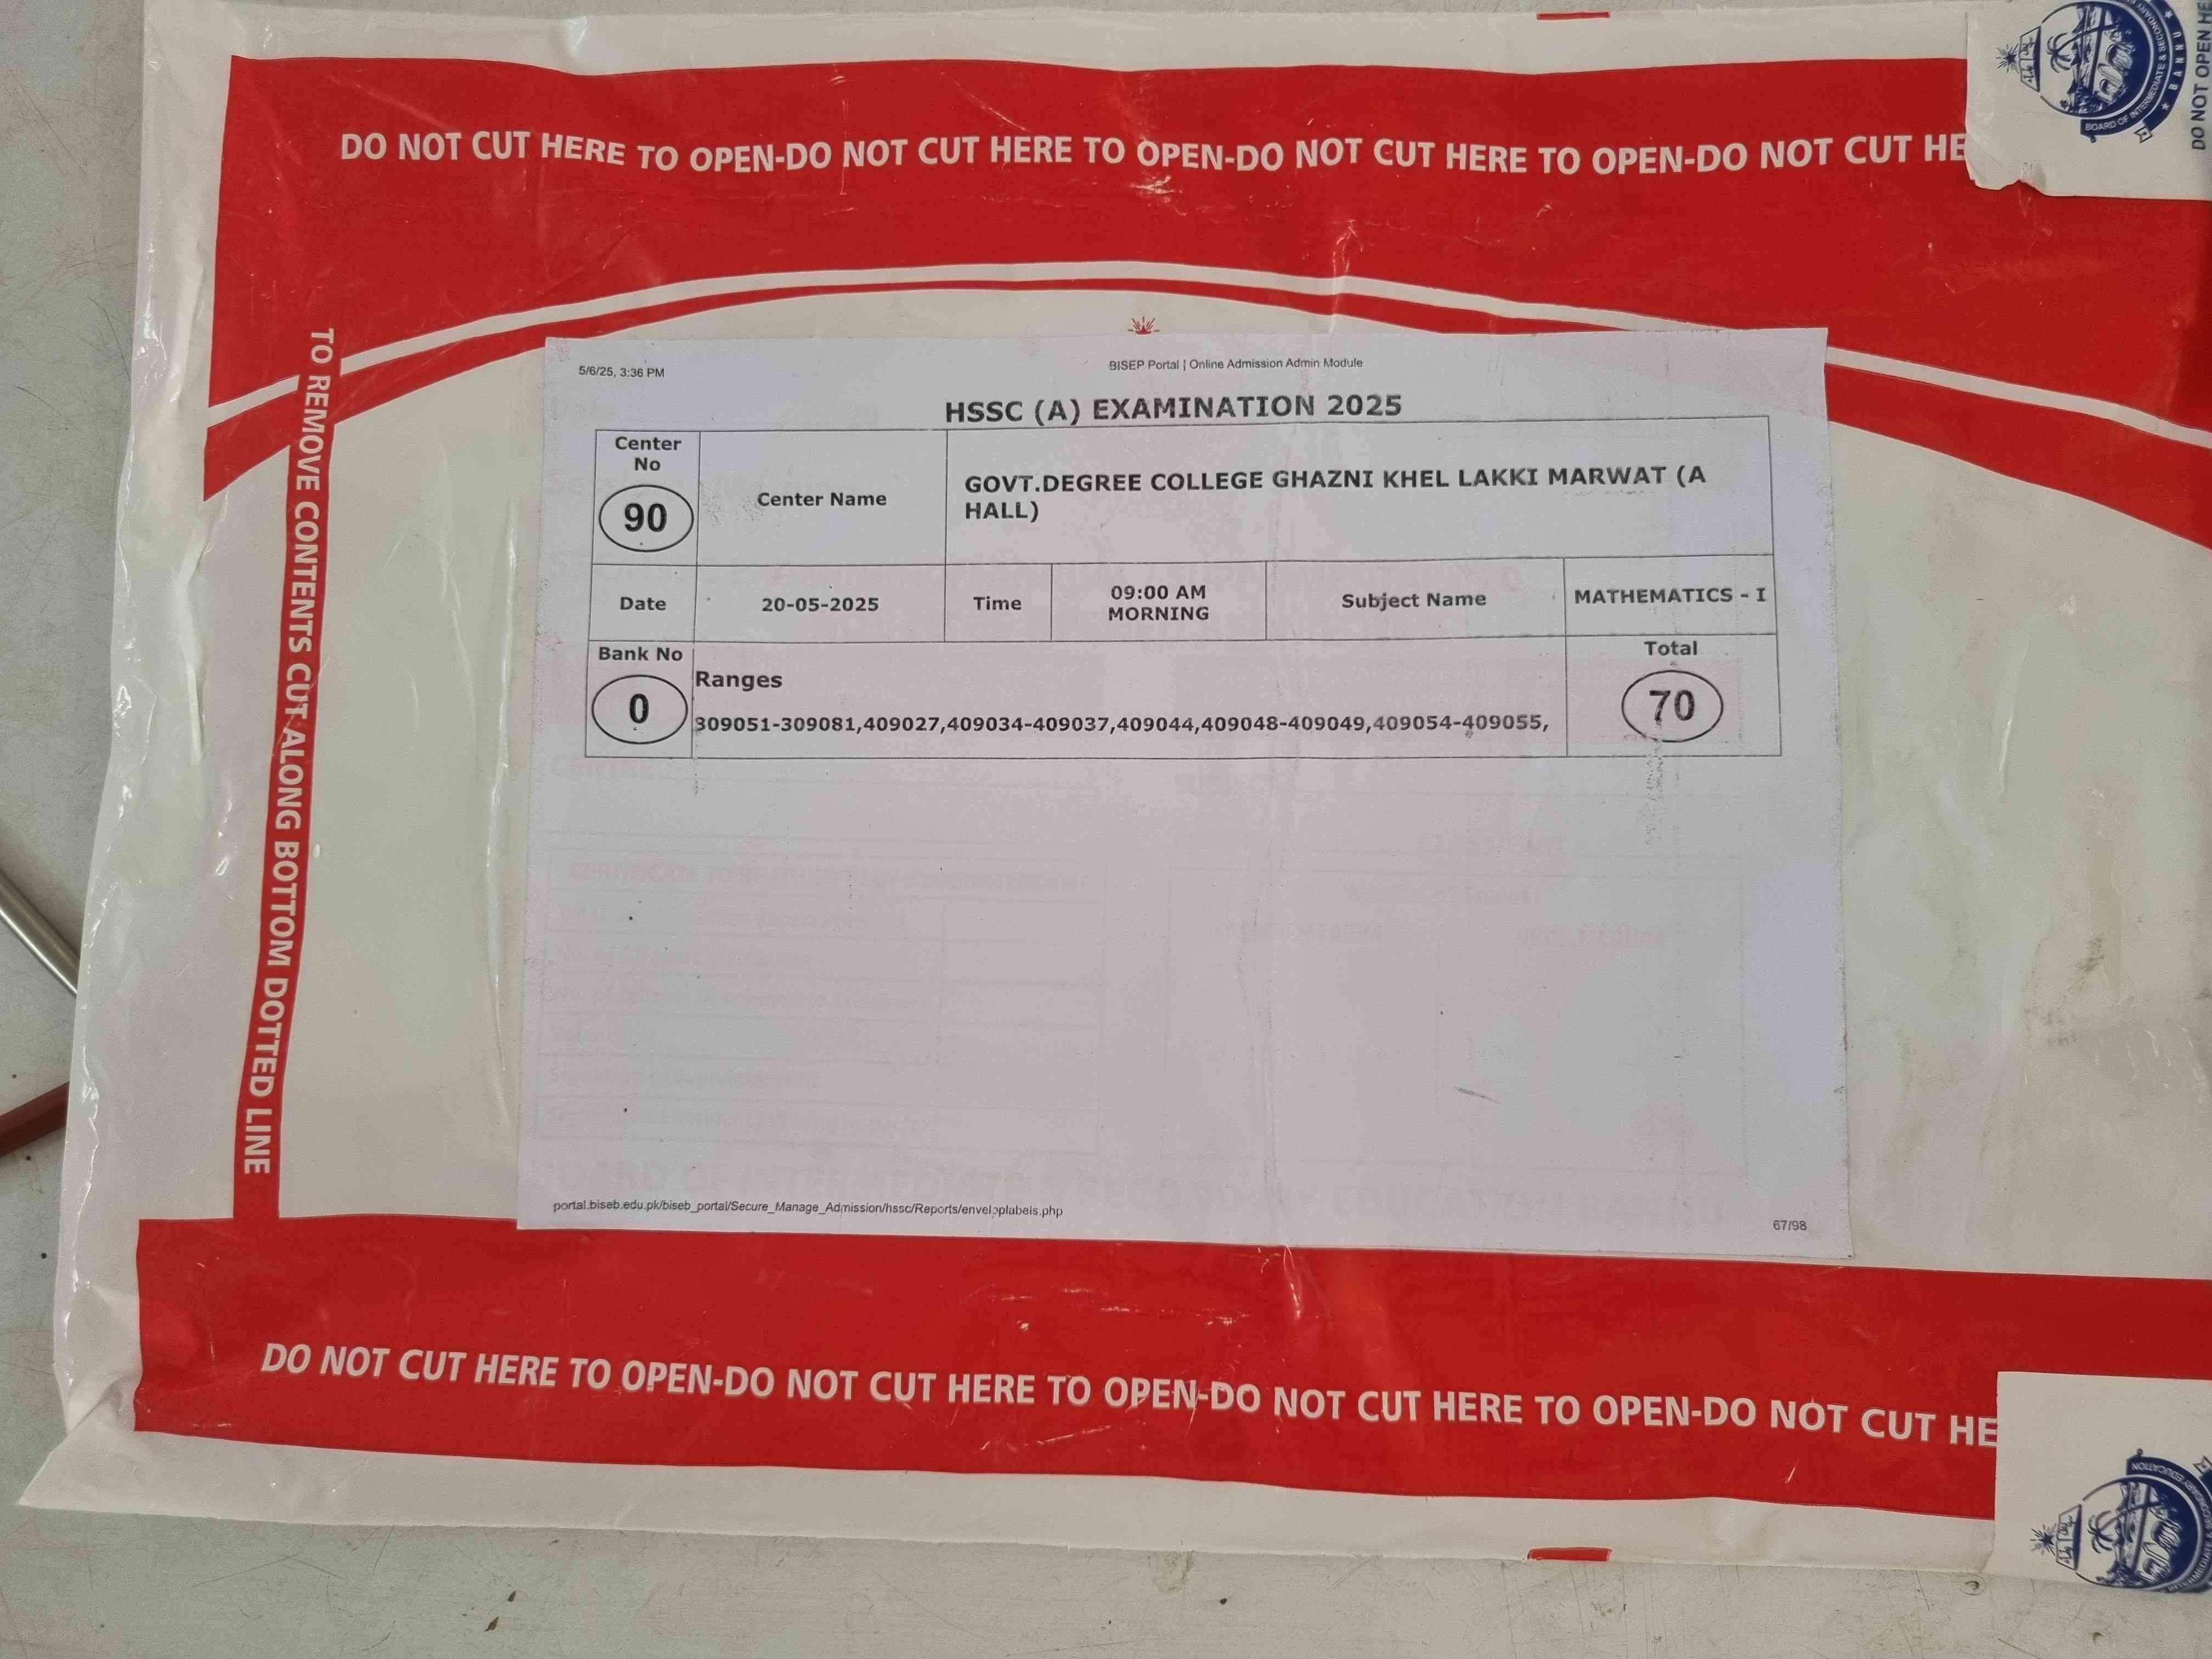 DO NOT CUT HERE TO OPEN-DO NOT CUT HERE TO OPEN-DO NOT CUT HERE TO OPEN-DO NOT CUT HE
BOARD OF INTERMEDIATE & SECONDARY
BANNU
DO NOT OPEN HE
TO REMOVE CONTENTS CUT ALONG BOTTOM DOTTED LINE
5/6/25, 3:36 PM
BISEP Portal | Online Admission Admin Module
HSSC (A) EXAMINATION 2025
Center
No
90
Center Name
GOVT.DEGREE COLLEGE GHAZNI KHEL LAKKI MARWAT (A
HALL)
Date
20-05-2025
Time
09:00 AM
MORNING
Subject Name
MATHEMATICS - I
Bank No
0
Ranges
309051-309081,409027,409034-409037,409044,409048-409049,409054-409055,
Total
70
portal.biseb.edu.pk/biseb_portal/Secure_Manage_Admission/hssc/Reports/enveloplabels.php
67/98
DO NOT CUT HERE TO OPEN-DO NOT CUT HERE TO OPEN-DO NOT CUT HERE TO OPEN-DO NOT CUT HE
INTERMEDIATE & SECONDARY EDUCATION